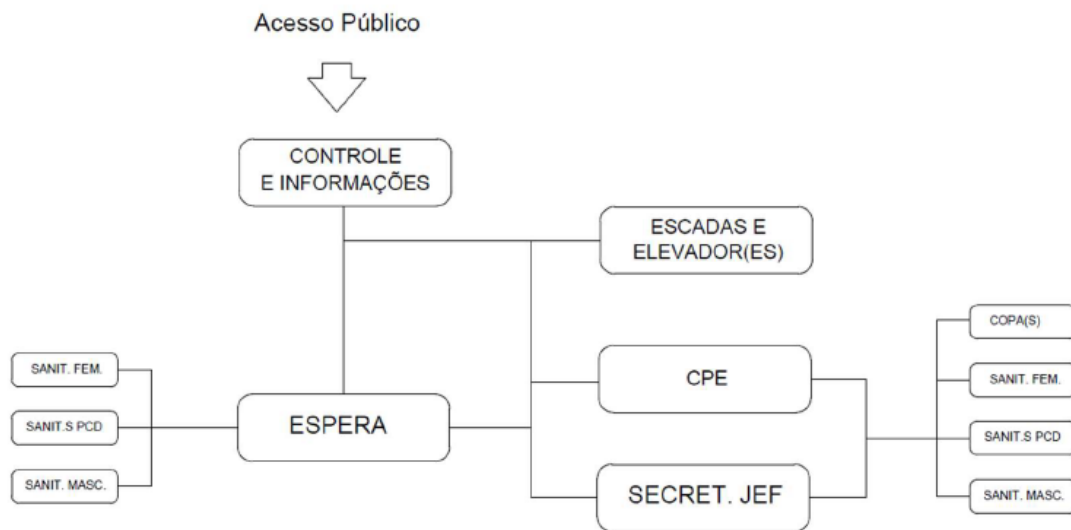 Acesso Público
CONTROLE
E INFORMAÇÕES
ESCADAS E
ELEVADOR(ES)
COPA(S)
SANIT. FEM.
CPE
SANIT. FEM.
SANIT.S PCD
ESPERA
SANIT.S PCD
SANIT. MASC.
SECRET. JEF
SANIT. MASC.